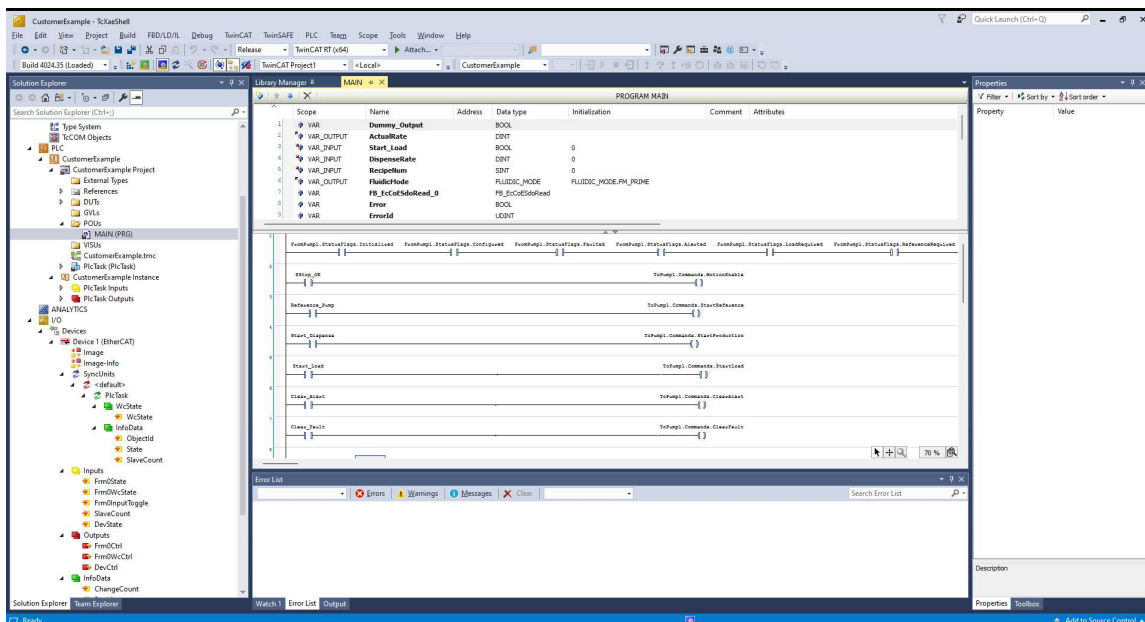 CustomerExample - TcXaeShell
Quick Launch (Ctrl+Q)
File Edit View Project Build FBD/LD/IL Debug TwinCAT TwinSAFE PLC Team Scope Tools Window Help
Release TwinCAT RT (x64) Attach...
Build 4024.35 (Loaded) TwinCAT Project1 <Local> CustomerExample
Solution Explorer
Search Solution Explorer (Ctrl+;)
Type System
TcCOM Objects
PLC
CustomerExample
CustomerExample Project
External Types
References
DUTs
GVLs
POUs
MAIN (PRG)
VISUs
CustomerExample.tmc
PlcTask (PlcTask)
CustomerExample Instance
PlcTask Inputs
PlcTask Outputs
ANALYTICS
I/O
Devices
Device 1 (EtherCAT)
Image
Image-Info
SyncUnits
<default>
PlcTask
WcState
WcState
InfoData
ObjectId
State
SlaveCount
Inputs
Frm0State
Frm0WcState
Frm0InputToggle
SlaveCount
DevState
Outputs
Frm0Ctrl
Frm0WcCtrl
DevCtrl
InfoData
ChangeCount
Solution Explorer Team Explorer
Library Manager MAIN
PROGRAM MAIN
Scope Name Address Data type Initialization Comment Attributes
1 VAR Dummy_Output BOOL
2 VAR_OUTPUT ActualRate DINT
3 VAR_INPUT Start_Load BOOL 0
4 VAR_INPUT DispenseRate DINT 0
5 VAR_INPUT RecipeNum SINT 0
6 VAR_OUTPUT FluidicMode FLUIDIC_MODE FLUIDIC_MODE.FM_PRIME
7 VAR FB_EcCoESdoRead_0 FB_EcCoESdoRead
8 VAR Error BOOL
9 VAR ErrorId UDINT
1
FromPump1.StatusFlags.Initialized FromPump1.StatusFlags.Configured FromPump1.StatusFlags.Faulted FromPump1.StatusFlags.Alerted FromPump1.StatusFlags.LoadRequired FromPump1.StatusFlags.ReferenceRequired
2
EStop_OK ToPump1.Commands.MotionEnable
3
Reference_Pump ToPump1.Commands.StartReference
4
Start_Dispense ToPump1.Commands.StartProduction
5
Start_Load ToPump1.Commands.StartLoad
6
Clear_Alert ToPump1.Commands.ClearAlert
7
Clear_Fault ToPump1.Commands.ClearFault
8
70 %
Error List
Errors Warnings Messages Clear Search Error List
Watch 1 Error List Output
Properties
Filter Sort by Sort order
Property Value
Description
Properties Toolbox
Ready Add to Source Control